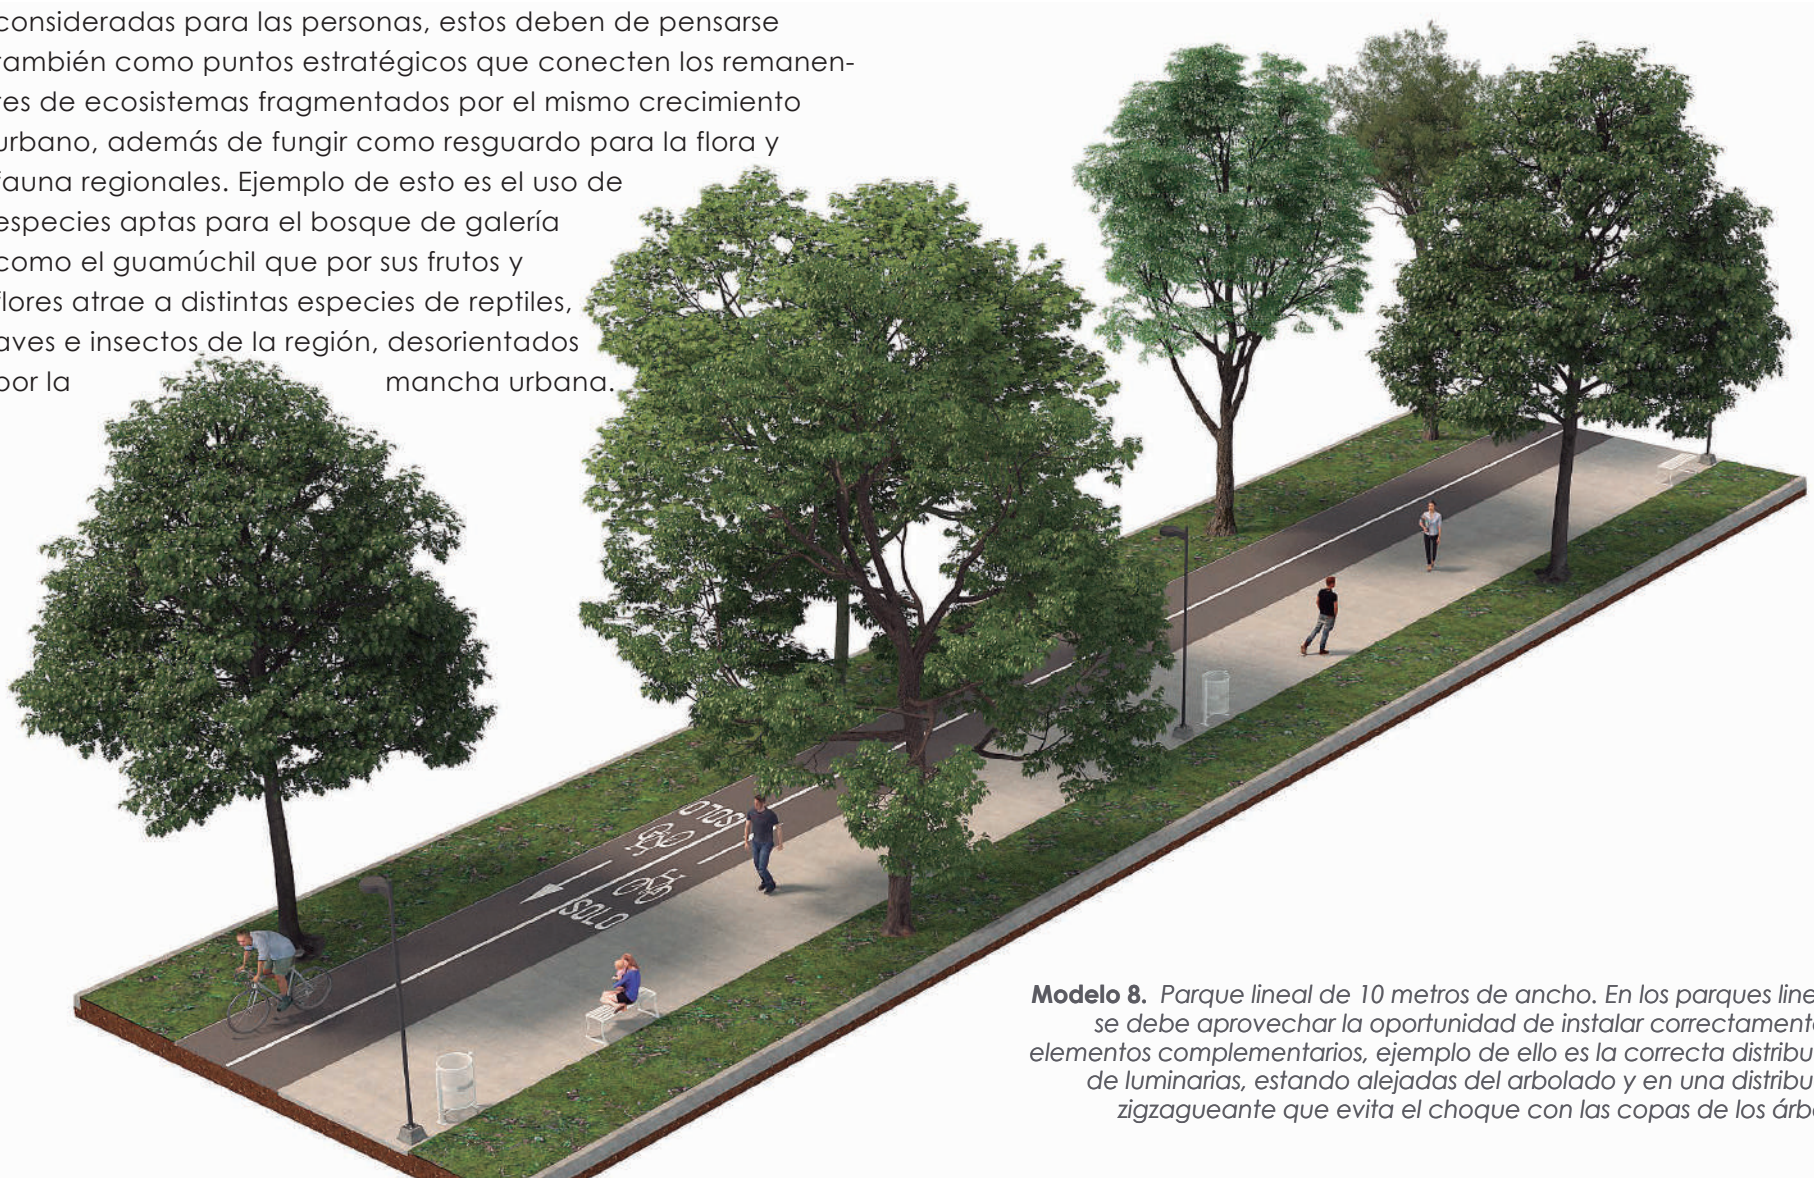 consideradas para las personas, estos deben de pensarse
también como puntos estratégicos que conecten los remanen-
tes de ecosistemas fragmentados por el mismo crecimiento
urbano, además de fungir como resguardo para la flora y
fauna regionales. Ejemplo de esto es el uso de
especies aptas para el bosque de galería
como el guamúchil que por sus frutos y
flores atrae a distintas especies de reptiles,
aves e insectos de la región, desorientados
por la mancha urbana.
SOLO
SOLO
Modelo 8. Parque lineal de 10 metros de ancho. En los parques
se debe aprovechar la oportunidad de instalar
elementos complementarios, ejemplo de ello es la correcta
de luminarias, estando alejadas del arbolado y en una
zigzagueante que evita el choque con las copas de los